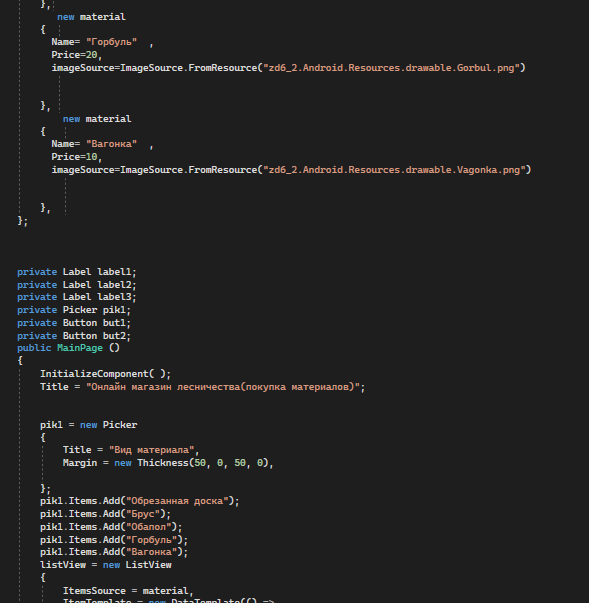 },
new material
{
Name= "Горбуль"  ,
Price=20,
imageSource=ImageSource.FromResource("zd6_2.Android.Resources.drawable.Gorbul.png")
},
new material
{
Name= "Вагонка"  ,
Price=10,
imageSource=ImageSource.FromResource("zd6_2.Android.Resources.drawable.Vagonka.png")
},
};
private Label label1;
private Label label2;
private Label label3;
private Picker pik1;
private Button but1;
private Button but2;
public MainPage ()
{
InitializeComponent( );
Title = "Онлайн магазин лесничества(покупка материалов)";
pik1 = new Picker
{
Title = "Вид материала",
Margin = new Thickness(50, 0, 50, 0),
};
pik1.Items.Add("Обрезанная доска");
pik1.Items.Add("Брус");
pik1.Items.Add("Обапол");
pik1.Items.Add("Горбуль");
pik1.Items.Add("Вагонка");
listView = new ListView
{
ItemsSource = material,
ItemTemplate = new DataTemplate(() =>